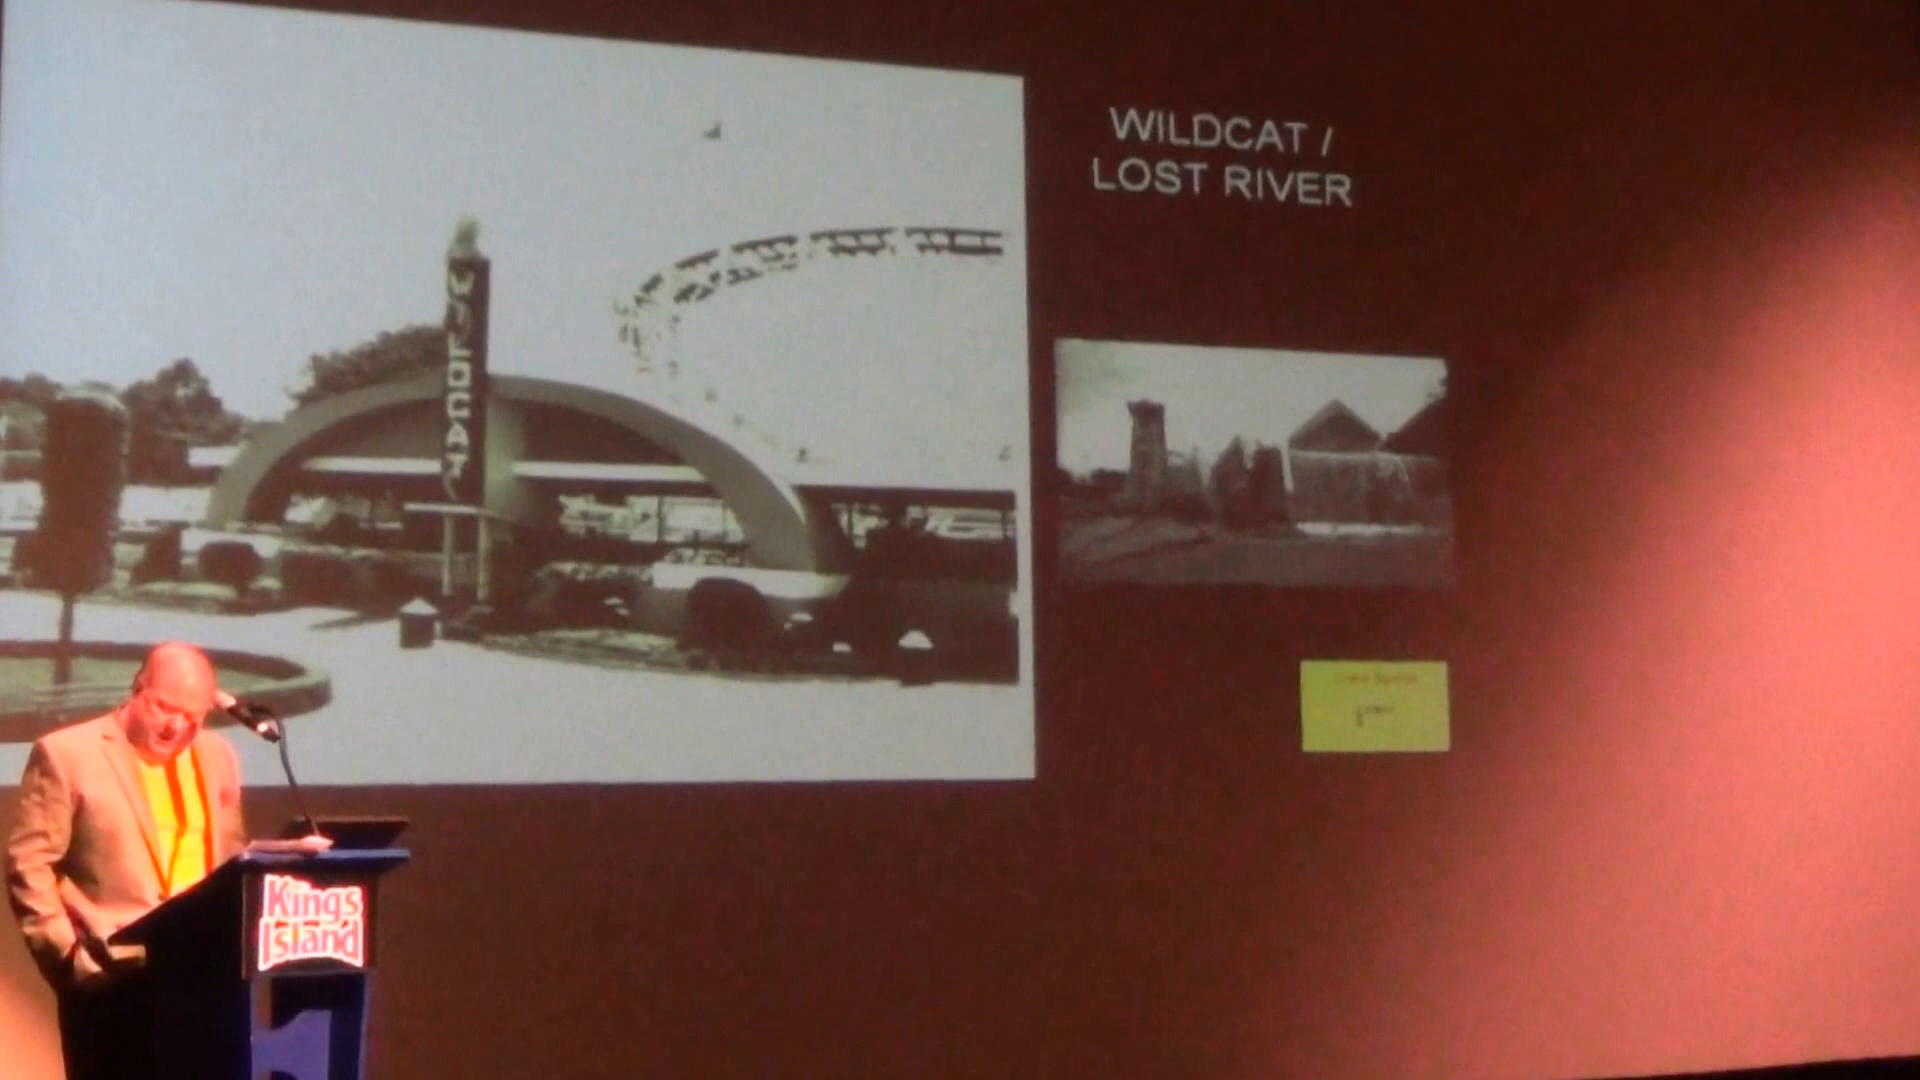 WILDCAT /
LOST RIVER
WILDCAT
Kings
Island